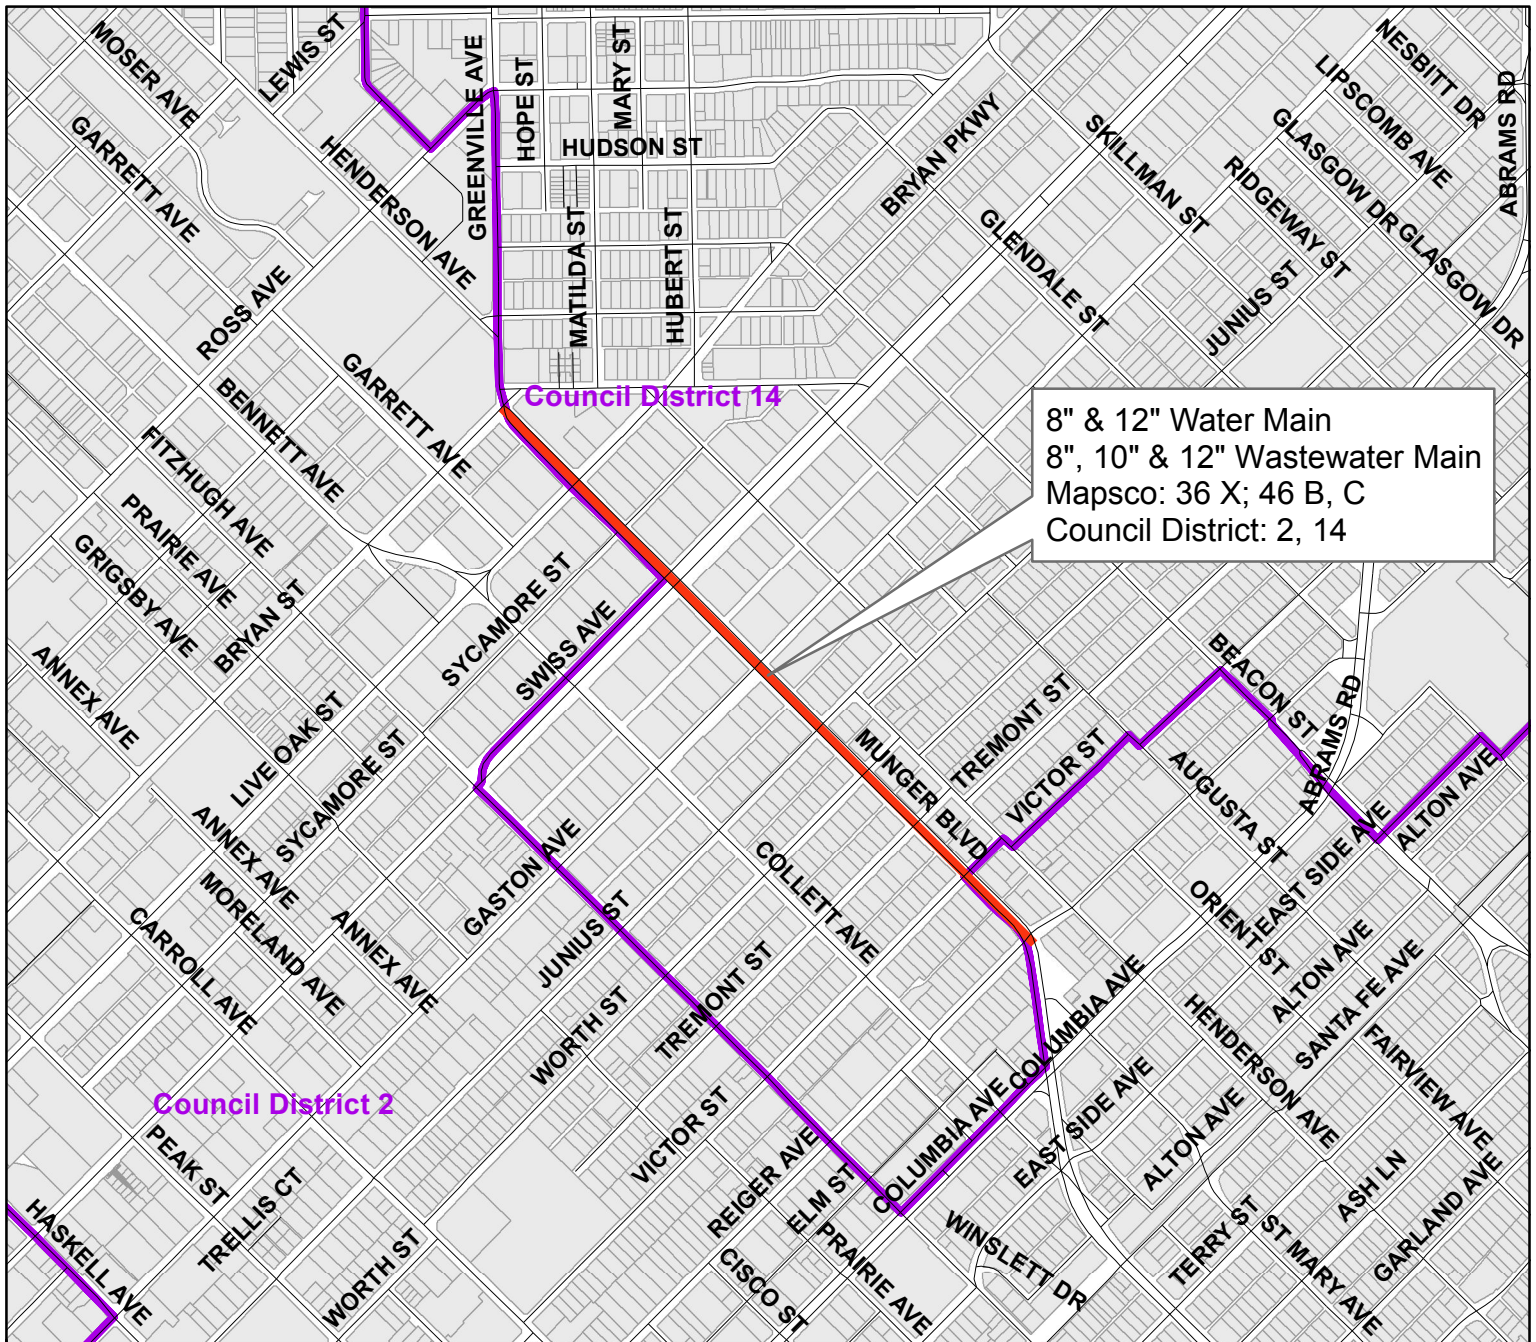 MOSER AVE
LEWIS ST
GREENVILLE AVE
HOPE ST
MARY ST
NESBITT DR
LIPSCOMB AVE
ABRAMS RD
GARRETT AVE
HENDERSON AVE
HUDSON ST
BRYAN PKWY
SKILLMAN ST
GLASGOW DR
RIDGEWAY ST
GLASGOW DR
MATILDA ST
HUBERT ST
GLENDALE ST
JUNIUS ST
ROSS AVE
GARRETT AVE
BENNETT AVE
Council District 14
8" & 12" Water Main
8", 10" & 12" Wastewater Main
Mapsco: 36 X; 46 B, C
Council District: 2, 14
FITZHUGH AVE
PRAIRIE AVE
GRIGSBY AVE
BRYAN ST
SYCAMORE ST
SWISS AVE
ANNEX AVE
LIVE OAK ST
SYCAMORE ST
BEACON ST
TREMONT ST
MUNGER BLVD
VICTOR ST
ABRAMS RD
AUGUSTA ST
ALTON AVE
EAST SIDE AVE
ANNEX AVE
GASTON AVE
COLLETT AVE
ORIENT ST
MORELAND AVE
ANNEX AVE
CARROLL AVE
JUNIUS ST
ALTON AVE
SANTA FE AVE
WORTH ST
TREMONT ST
COLUMBIA AVE
HENDERSON AVE
FAIRVIEW AVE
Council District 2
VICTOR ST
COLUMBIA AVE
EAST SIDE AVE
ALTON AVE
PEAK ST
TRELLIS CT
REIGER AVE
ELM ST
ASH LN
GARLAND AVE
HASKELL AVE
WORTH ST
CISCO ST
PRAIRIE AVE
WINSLETT DR
TERRY ST
ST MARY AVE